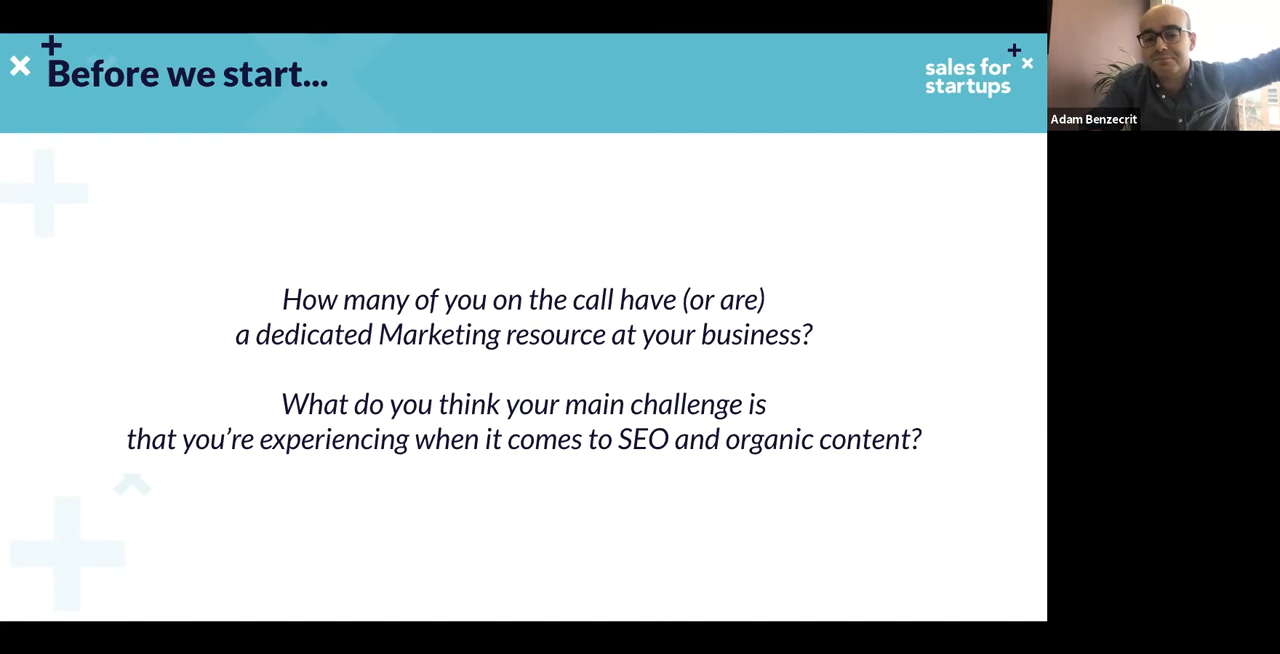 Before we start...
sales for
startups
Adam Benzecrit
How many of you on the call have (or are)
a dedicated Marketing resource at your business?
What do you think your main challenge is
that you’re experiencing when it comes to SEO and organic content?